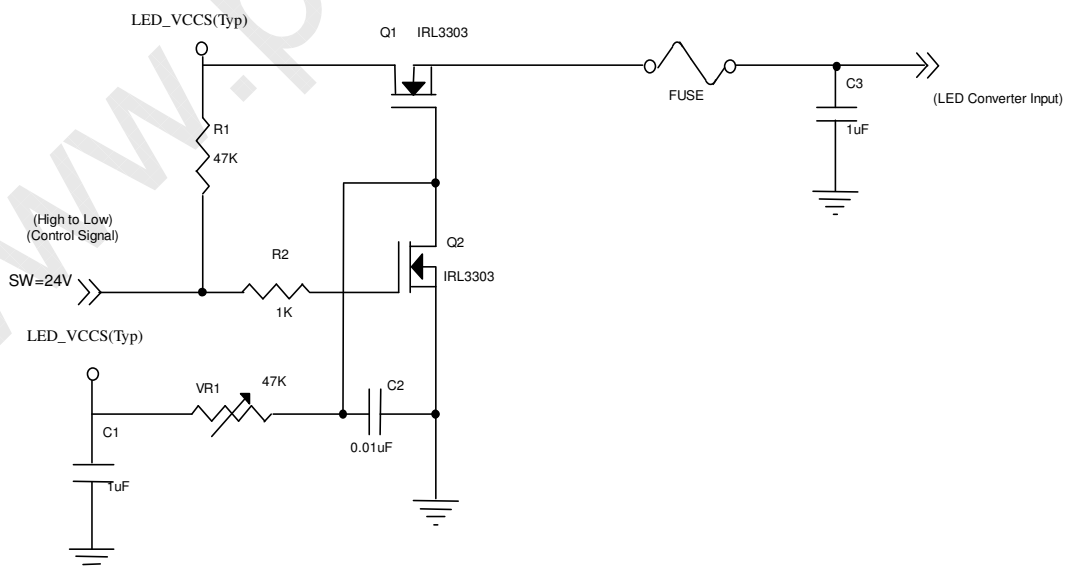 LED_VCCS(Typ)
Q1 IRL3303
FUSE
C3
1uF
(LED Converter Input)
R1
47K
(High to Low)
(Control Signal)
SW=24V
R2
1K
Q2
IRL3303
LED_VCCS(Typ)
VR1
47K
C2
0.01uF
C1
1uF